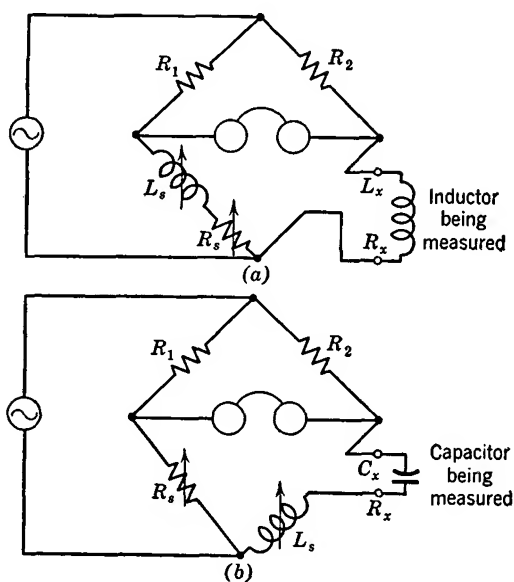 R₁
R₂
Lₛ
Rₛ
Lₓ
Rₓ
Inductor
being
measured
(a)
R₁
R₂
Rₛ
Lₛ
Cₓ
Rₓ
Capacitor
being
measured
(b)